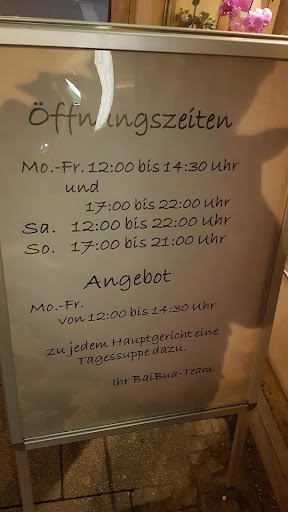 Öffnungszeiten
Mo.-Fr. 12:00 bis 14:30 Uhr
und
17:00 bis 22:00 Uhr
Sa. 12:00 bis 22:00 Uhr
So. 17:00 bis 21:00 Uhr
Angebot
Mo.-Fr.
von 12:00 bis 14:30 Uhr
zu jedem Hauptgericht eine
Tagessuppe dazu.
Ihr BaiBua-Team